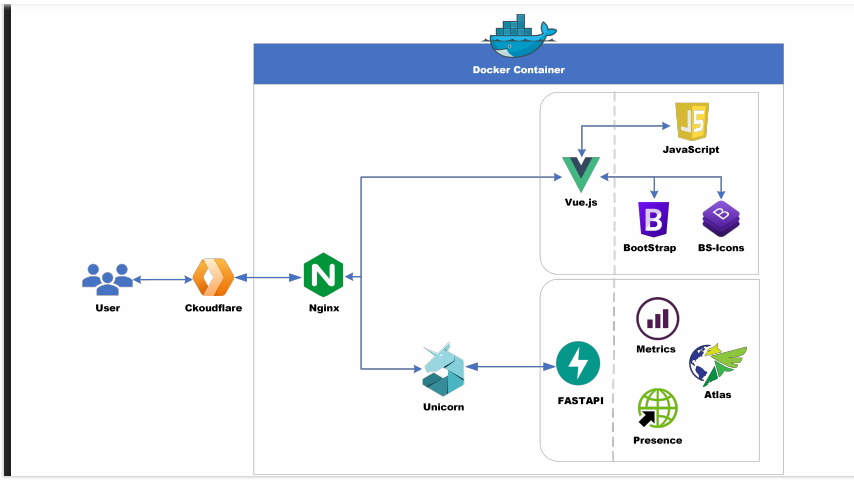 Docker Container
JS
JavaScript
Vue.js
B
B
BootStrap
BS-Icons
N
User
Ckoudflare
Nginx
Metrics
Atlas
Unicorn
FASTAPI
Presence